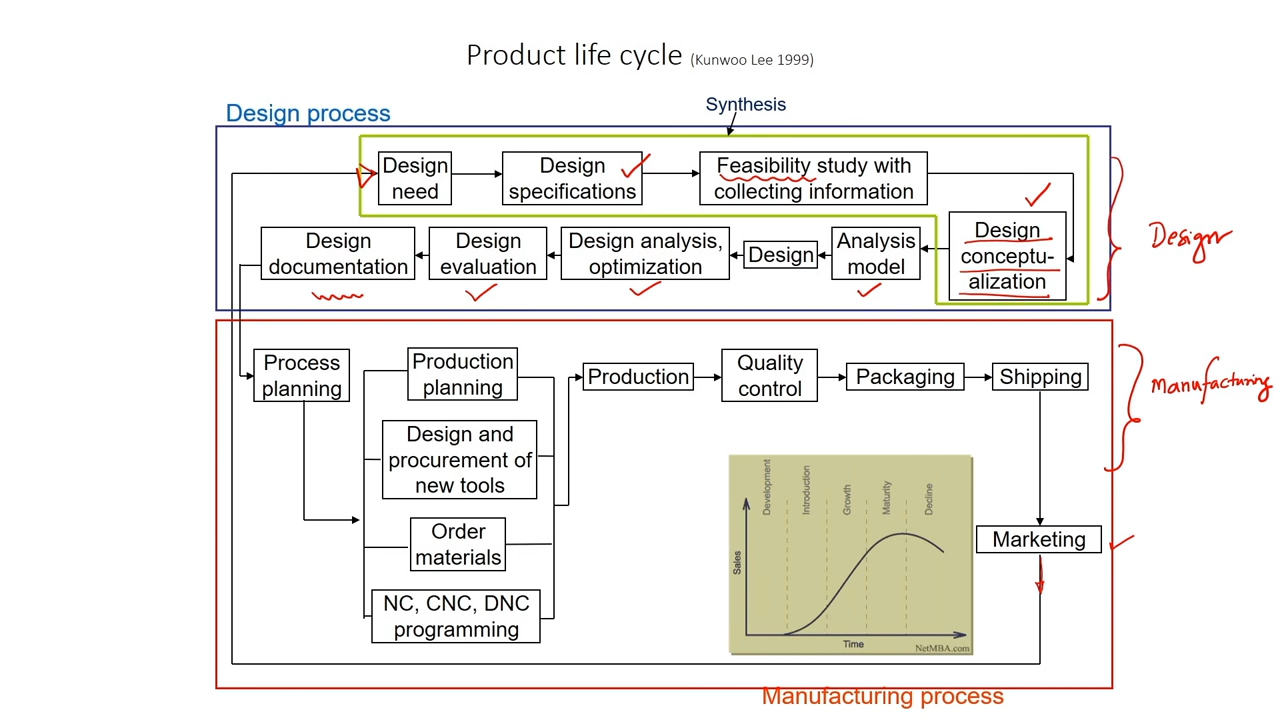 Product life cycle (Kunwoo Lee 1999)
Synthesis
Design process
Design
need
Design
specifications
Feasibility study with
collecting information
Design
conceptu-
alization
Analysis
model
Design
Design analysis,
optimization
Design
evaluation
Design
documentation
Design
Process
planning
Production
planning
Design and
procurement of
new tools
Order
materials
NC, CNC, DNC
programming
Production
Quality
control
Packaging
Shipping
Manufacturing
Marketing
Development
Introduction
Growth
Maturity
Decline
Sales
Time
NetMBA.com
Manufacturing process